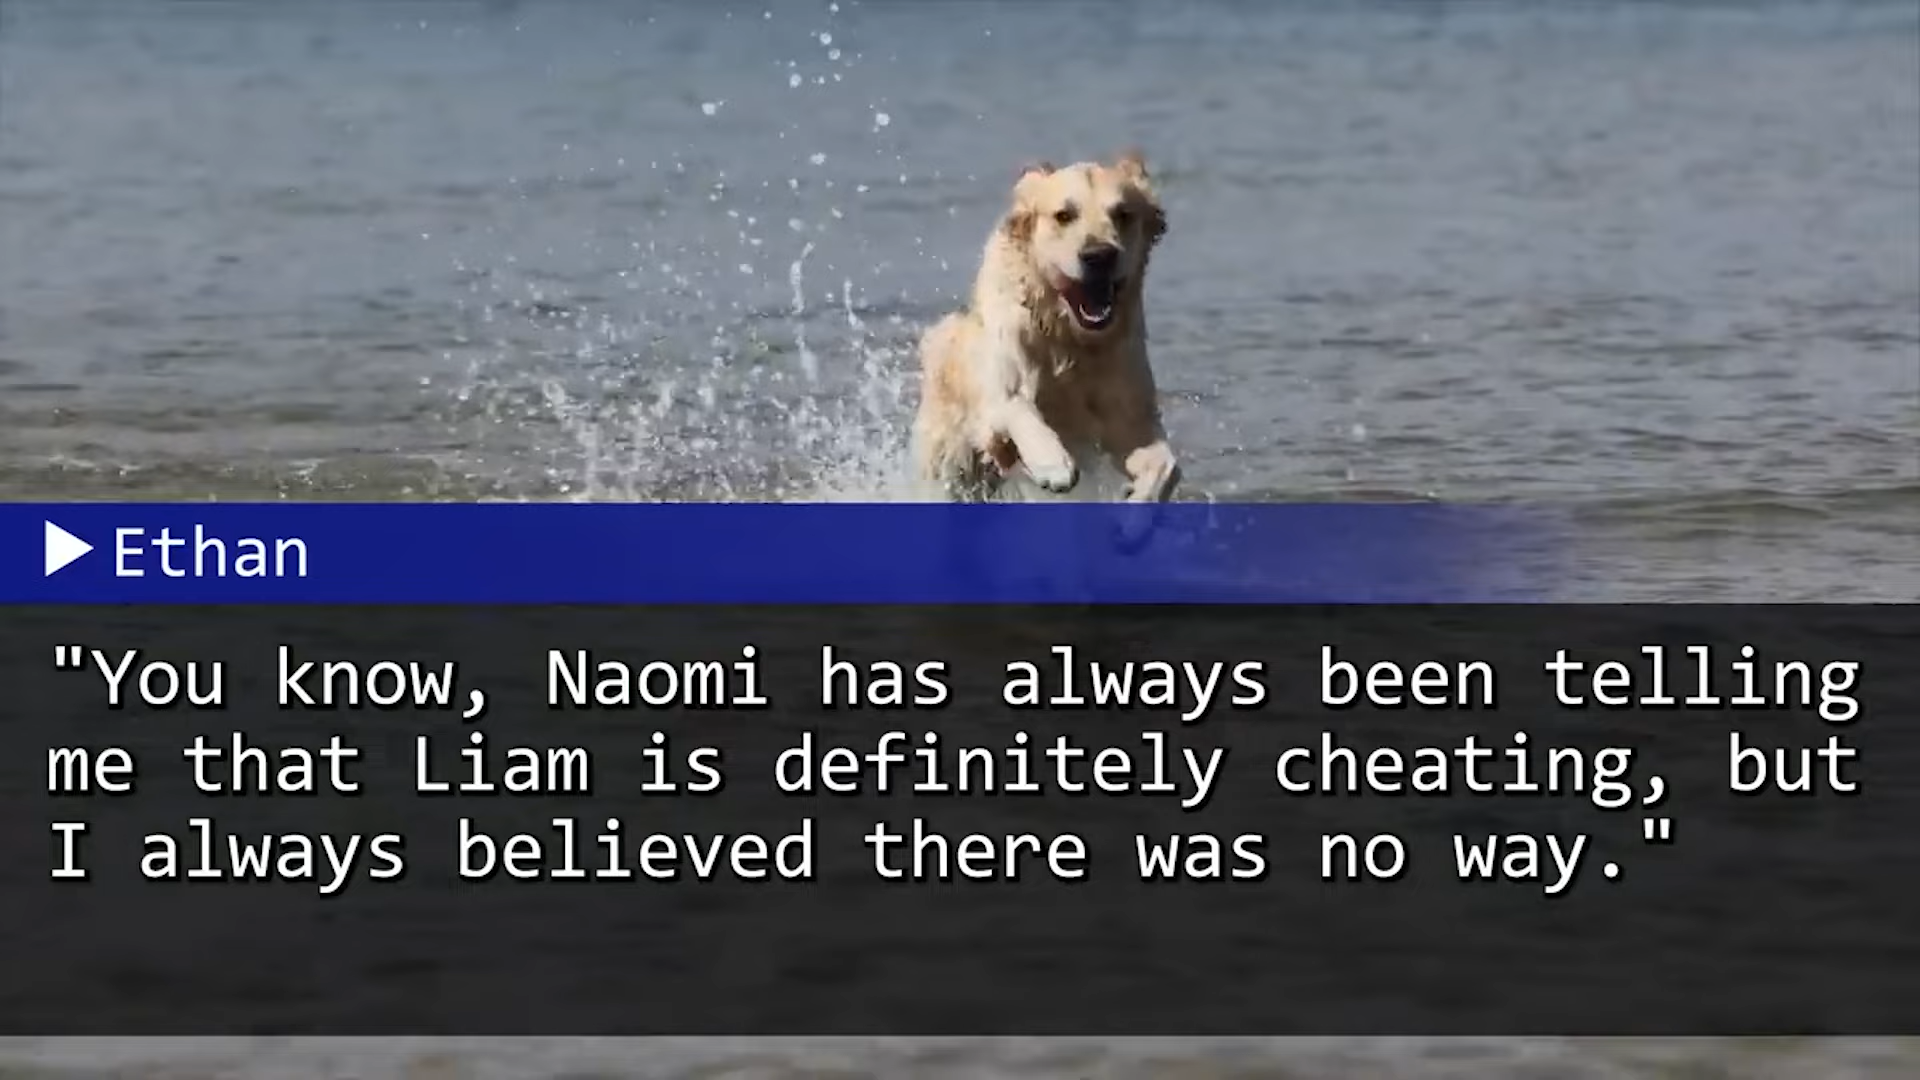 Ethan
"You know, Naomi has always been telling
me that Liam is definitely cheating, but
I always believed there was no way."